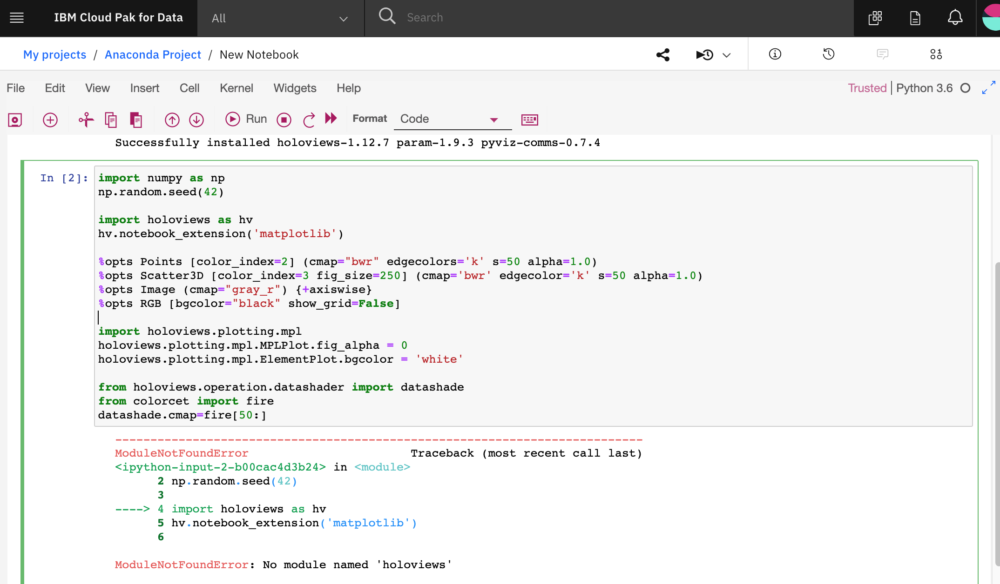 IBM Cloud Pak for Data All Search
My projects / Anaconda Project / New Notebook
File Edit View Insert Cell Kernel Widgets Help Trusted | Python 3.6
Run Format Code
Successfully installed holoviews-1.12.7 param-1.9.3 pyviz-comms-0.7.4
In [2]: import numpy as np
np.random.seed(42)
import holoviews as hv
hv.notebook_extension('matplotlib')
%opts Points [color_index=2] (cmap="bwr" edgecolors='k' s=50 alpha=1.0)
%opts Scatter3D [color_index=3 fig_size=250] (cmap='bwr' edgecolor='k' s=50 alpha=1.0)
%opts Image (cmap="gray_r") {+axiswise}
%opts RGB [bgcolor="black" show_grid=False]
import holoviews.plotting.mpl
holoviews.plotting.mpl.MPLPlot.fig_alpha = 0
holoviews.plotting.mpl.ElementPlot.bgcolor = 'white'
from holoviews.operation.datashader import datashade
from colorcet import fire
datashade.cmap=fire[50:]
---------------------------------------------------------------------------
ModuleNotFoundError Traceback (most recent call last)
<ipython-input-2-b00cac4d3b24> in <module>
2 np.random.seed(42)
3
----> 4 import holoviews as hv
5 hv.notebook_extension('matplotlib')
6
ModuleNotFoundError: No module named 'holoviews'